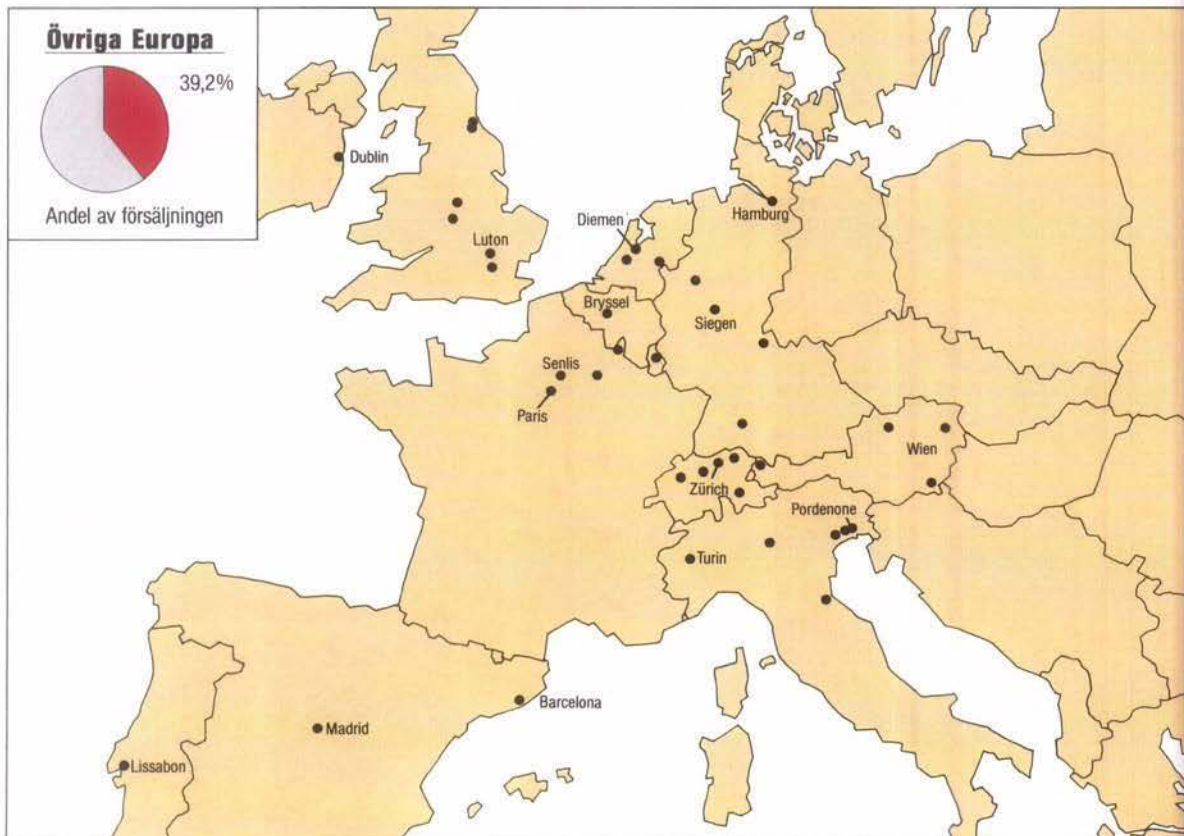 Övriga Europa
39,2%
Andel av försäljningen
Dublin
Luton
Diemen
Hamburg
Bryssel
Siegen
Senlis
Paris
Wien
Zürich
Pordenone
Turin
Barcelona
Madrid
Lissabon